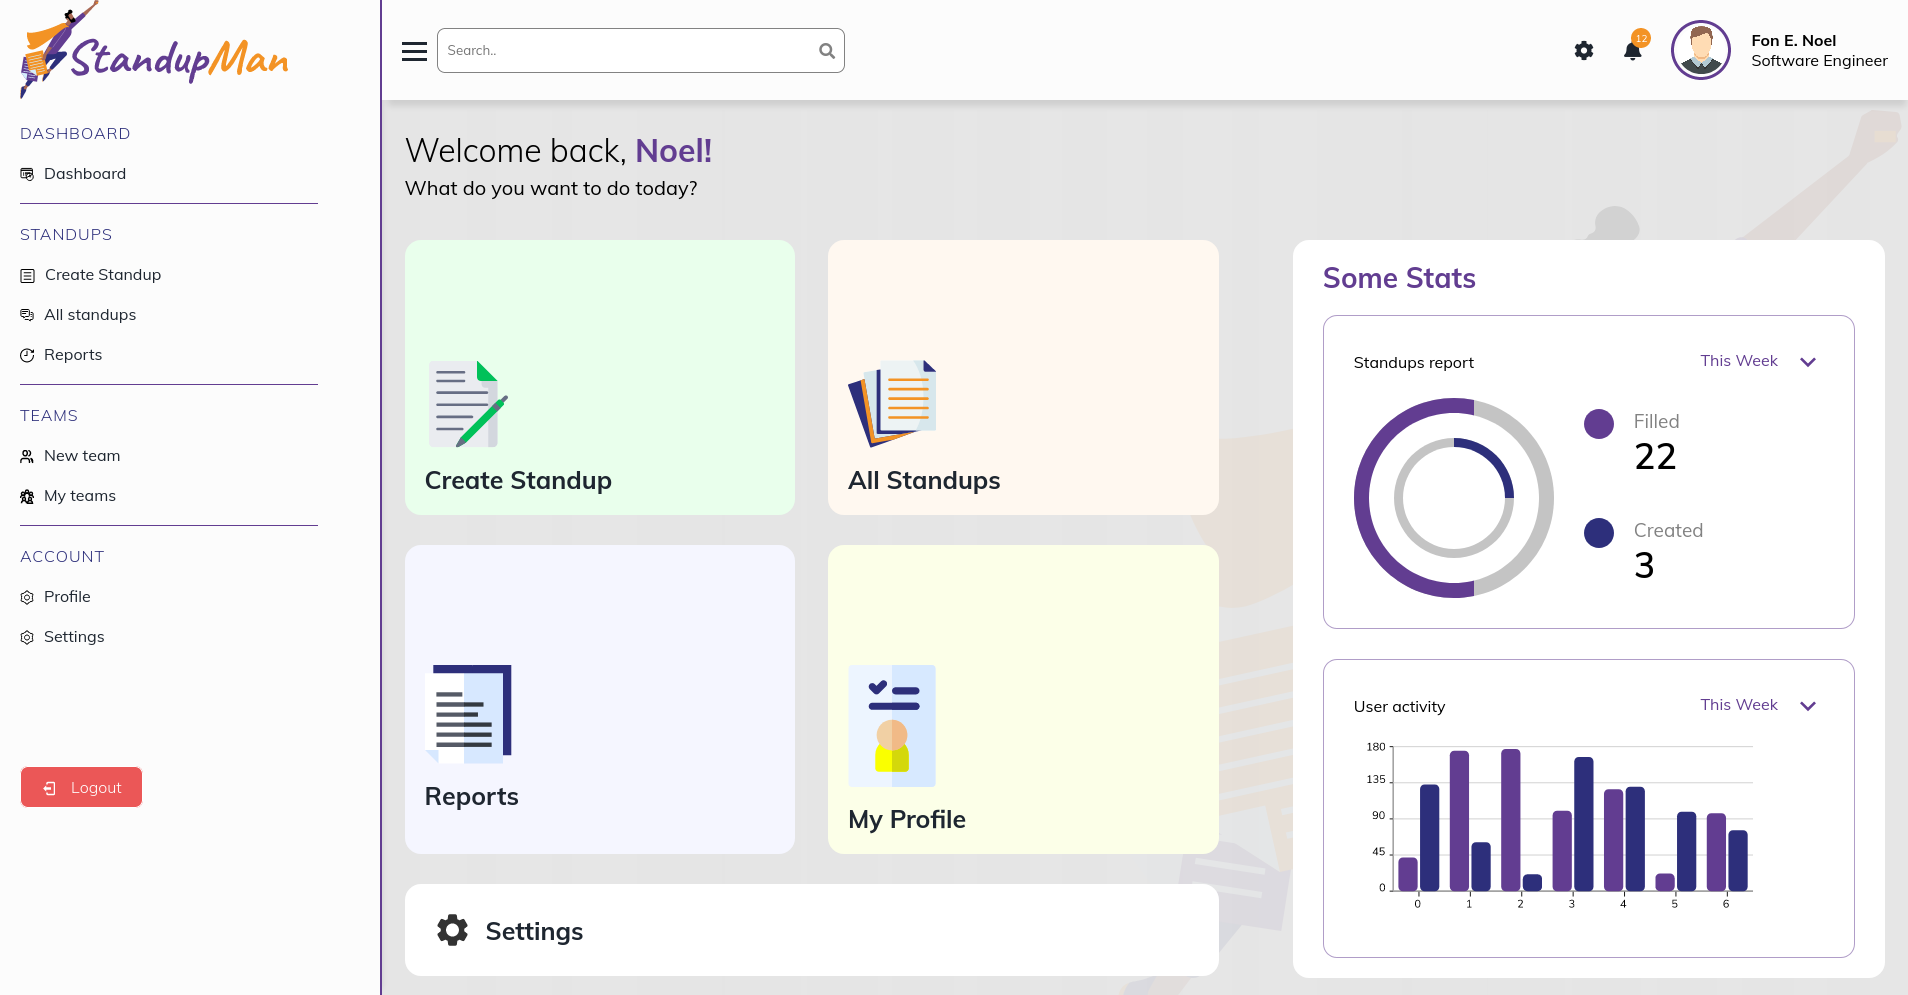 StandupMan
DASHBOARD
Dashboard
STANDUPS
Create Standup
All standups
Reports
TEAMS
New team
My teams
ACCOUNT
Profile
Settings
Logout
Search..
12
Fon E. Noel
Software Engineer
Welcome back, Noel!
What do you want to do today?
Create Standup
All Standups
Reports
My Profile
Settings
Some Stats
Standups report
This Week
Filled
22
Created
3
User activity
This Week
180
135
90
45
0
0 1 2 3 4 5 6